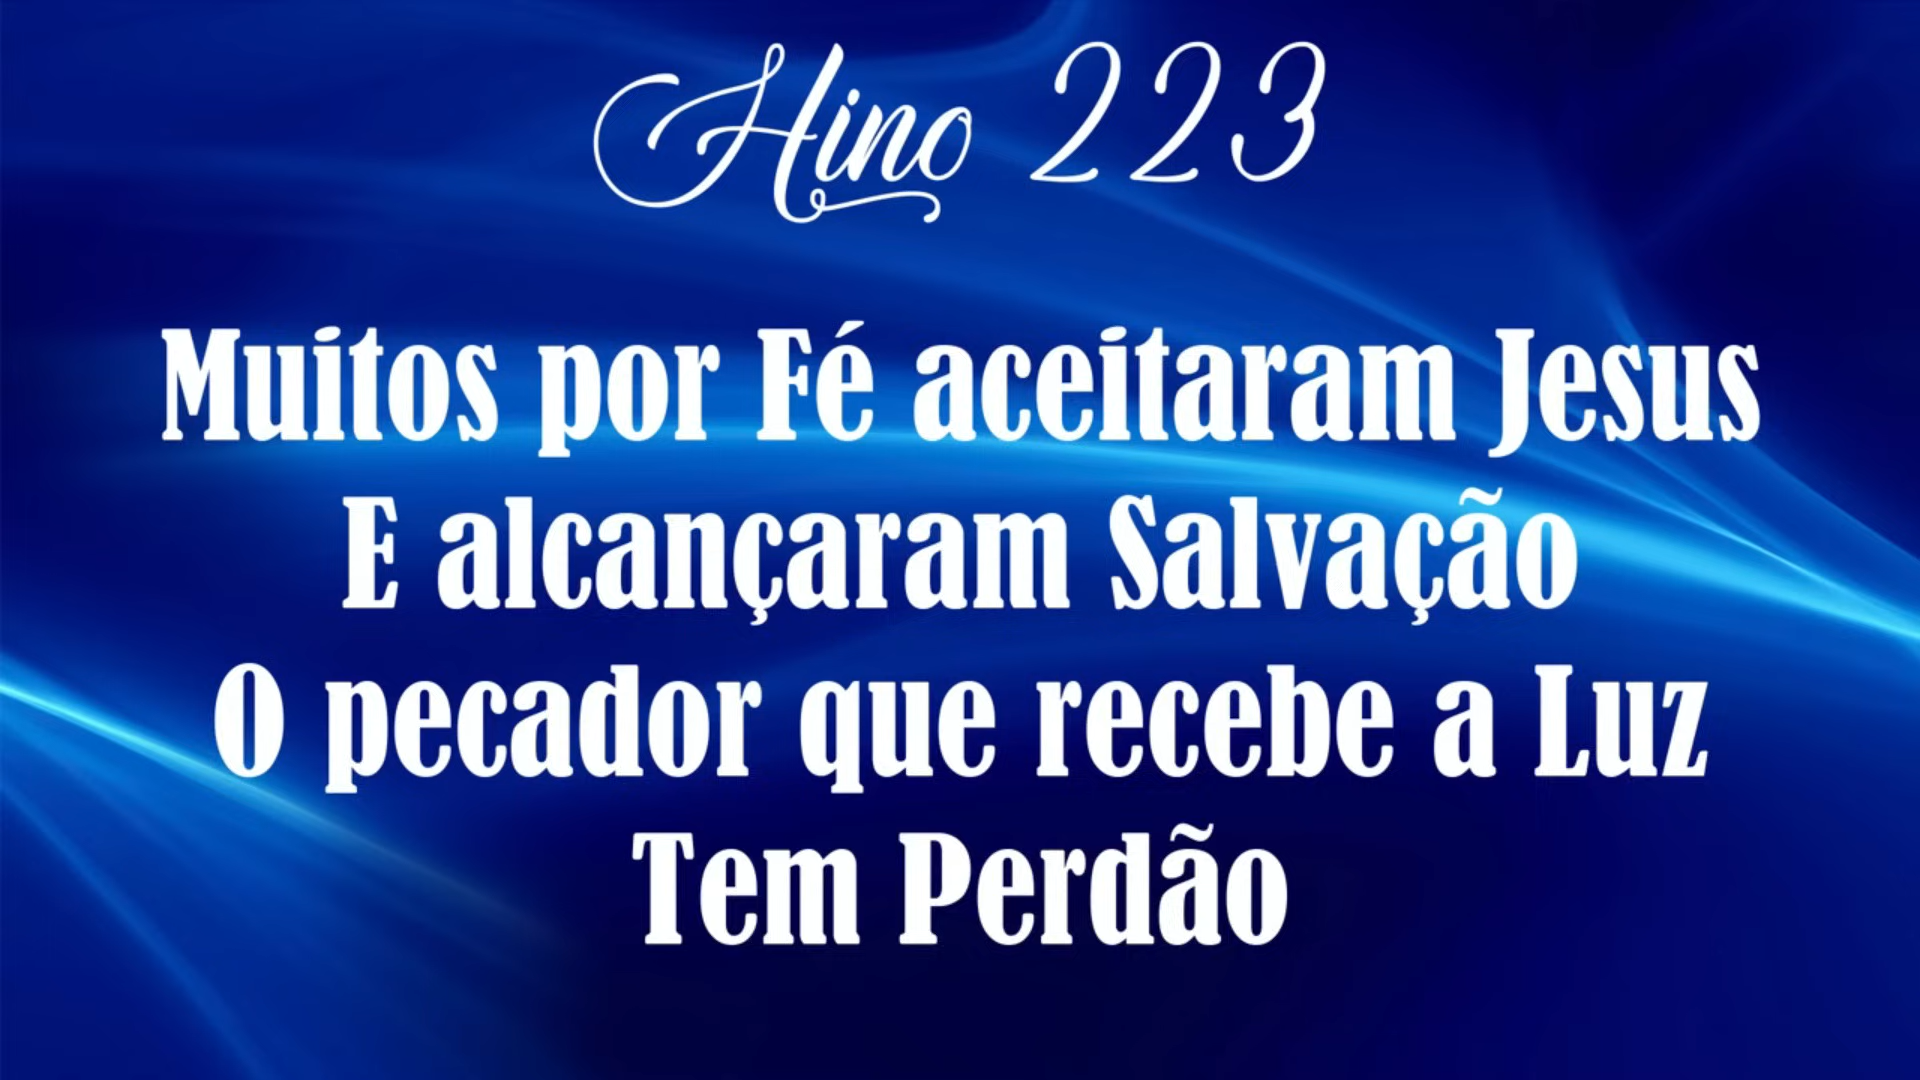 Hino 223
Muitos por Fé aceitaram Jesus
E alcançaram Salvação
O pecador que recebe a Luz
Tem Perdão